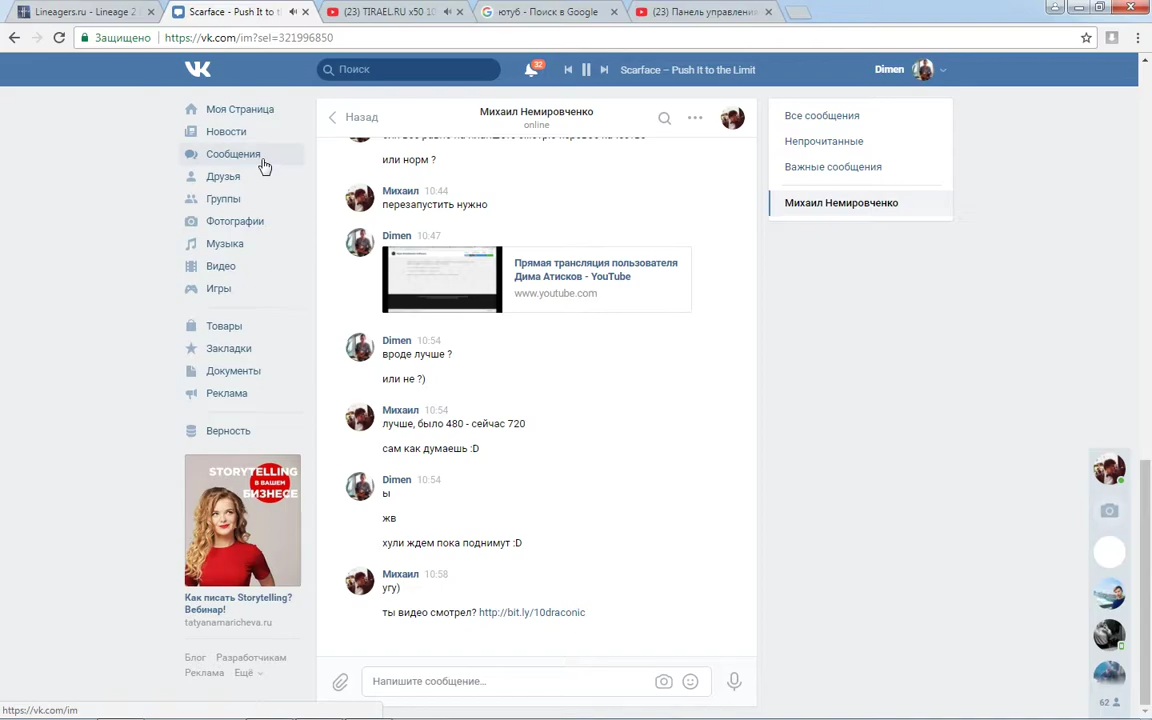 Lineagers.ru - Lineage 2
Scarface - Push It to t
(23) TIRAEL.RU x50 10
ютуб - Поиск в Google
(23) Панель управлени
Защищено
https://vk.com/im?sel=321996850
Поиск
32
Scarface – Push It to the Limit
Dimen
Моя Страница
Новости
Сообщения
Друзья
Группы
Фотографии
Музыка
Видео
Игры
Товары
Закладки
Документы
Реклама
Верность
STORYTELLING
В ВАШЕМ
БИЗНЕСЕ
Как писать Storytelling?
Вебинар!
tatyanamaricheva.ru
Блог Разработчикам
Реклама Ещё
Назад
Михаил Немировченко
online
или норм ?
Михаил 10:44
перезапустить нужно
Dimen 10:47
Прямая трансляция пользователя
Дима Атисков - YouTube
www.youtube.com
Dimen 10:54
вроде лучше ?
или не ?)
Михаил 10:54
лучше, было 480 - сейчас 720
сам как думаешь :D
Dimen 10:54
ы
жв
хули ждем пока поднимут :D
Михаил 10:58
угу)
ты видео смотрел? http://bit.ly/10draconic
Напишите сообщение...
Все сообщения
Непрочитанные
Важные сообщения
Михаил Немировченко
62
https://vk.com/im